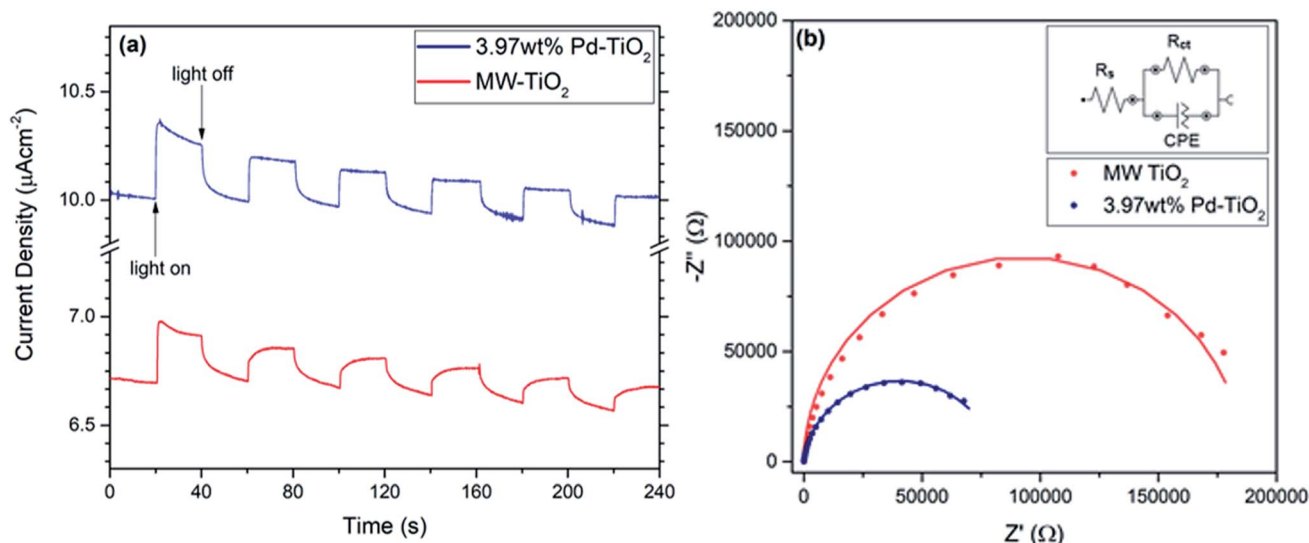 (a)
3.97wt% Pd-TiO₂
MW-TiO₂
light off
light on
10.5
10.0
7.0
6.5
Current Density (μAcm⁻²)
0 40 80 120 160 200 240
Time (s)
(b)
Rₛ
R_ct
CPE
MW TiO₂
3.97wt% Pd-TiO₂
200000
150000
100000
50000
0
-Z'' (Ω)
0 50000 100000 150000 200000
Z' (Ω)